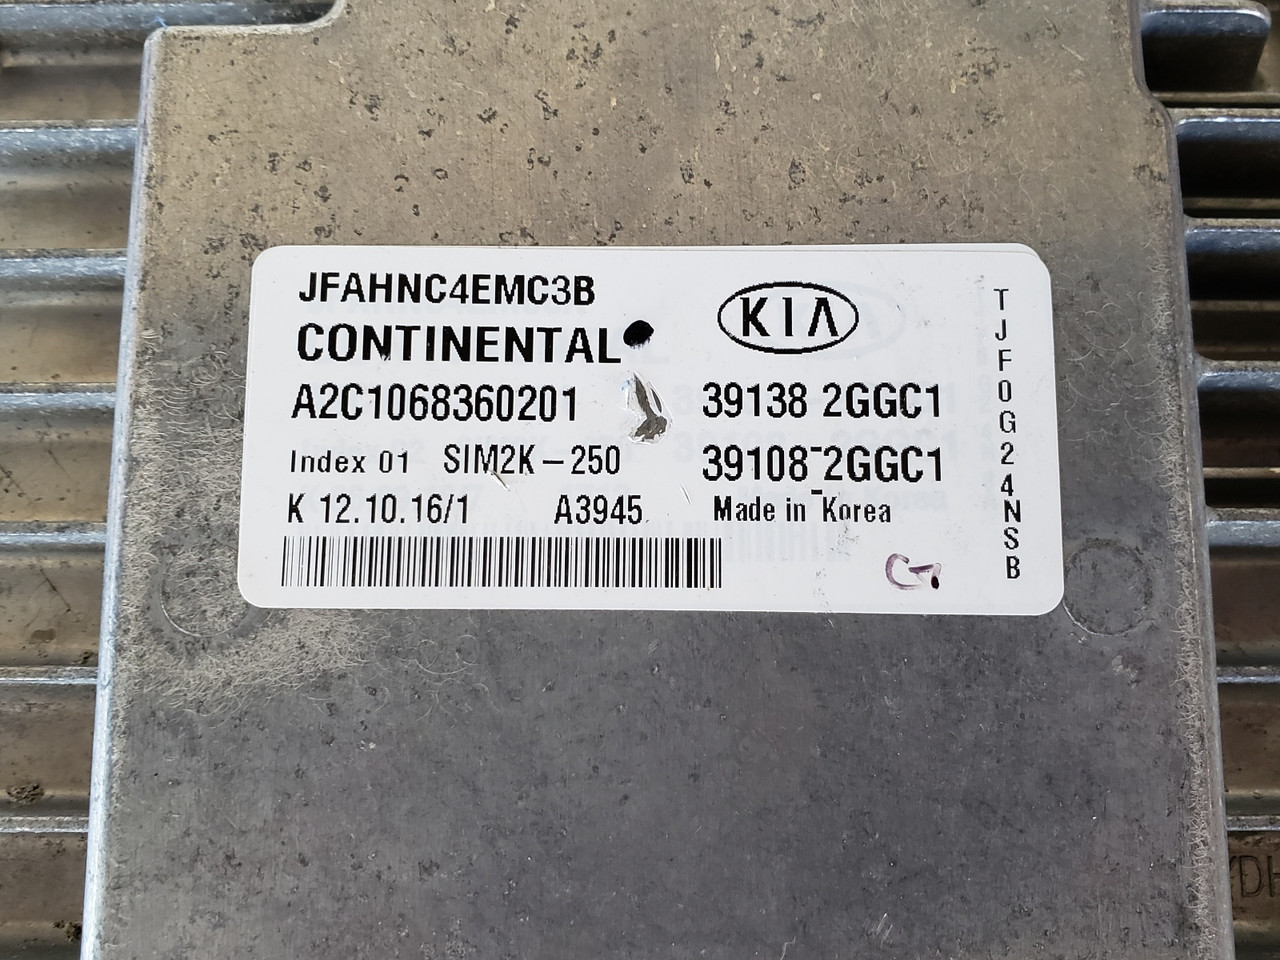 JFAHNC4EMC3B
CONTINENTAL
A2C1068360201
Index 01 SIM2K-250
K 12.10.16/1 A3945
KIA
39138 2GGC1
39108-2GGC1
Made in Korea
TJF0G24NSB